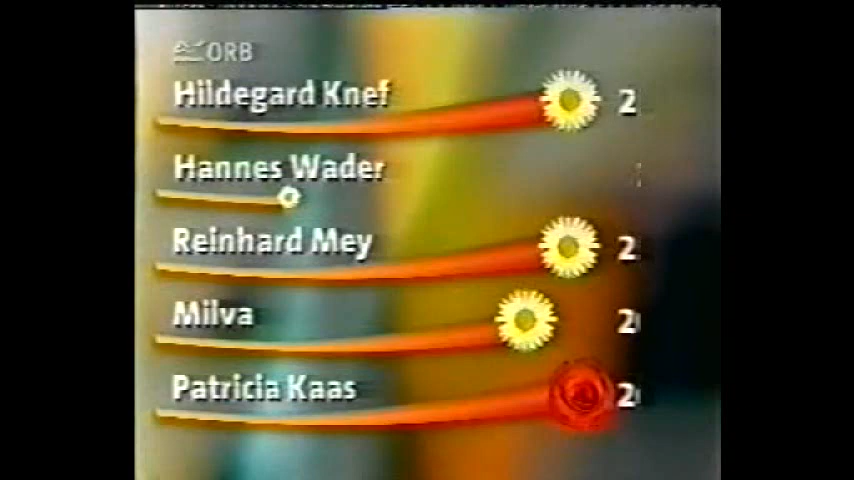 ORB
Hildegard Knef 2
Hannes Wader
Reinhard Mey 2
Milva 2
Patricia Kaas 2